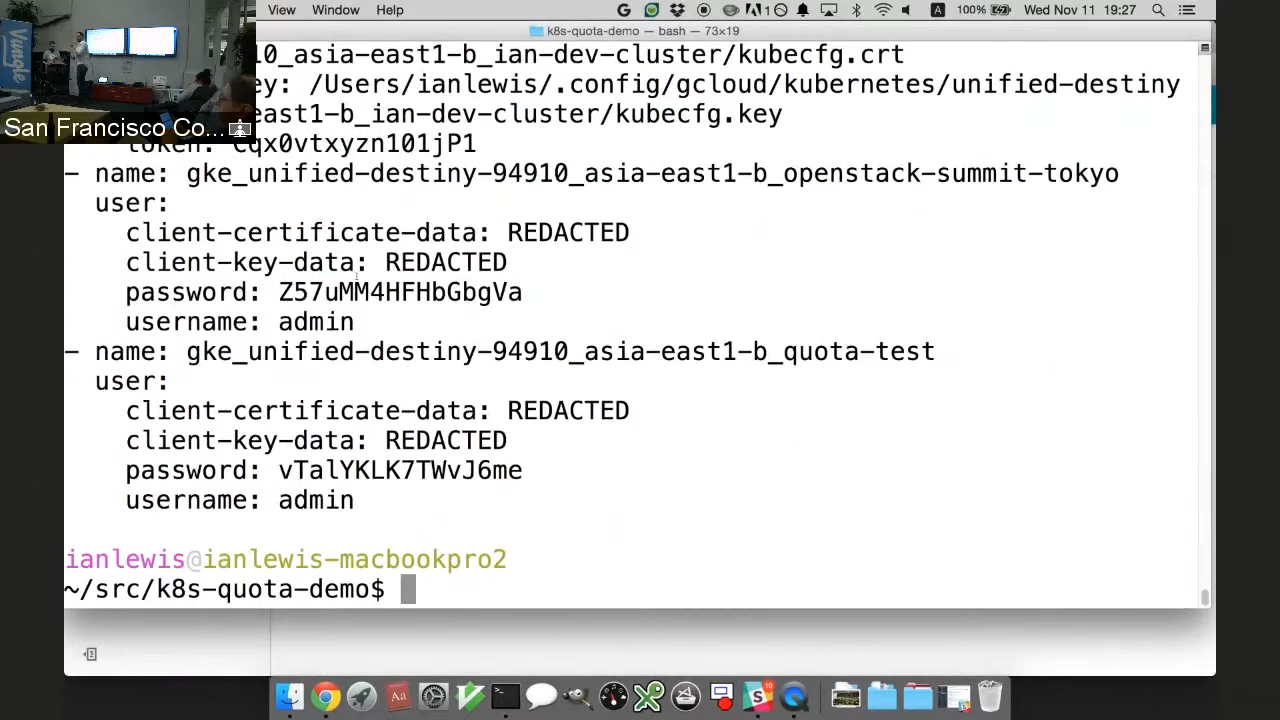 View Window Help
100% Wed Nov 11 19:27
k8s-quota-demo — bash — 73×19
Vungle
San Francisco Co...
10_asia-east1-b_ian-dev-cluster/kubecfg.crt
ey: /Users/ianlewis/.config/gcloud/kubernetes/unified-destiny
east1-b_ian-dev-cluster/kubecfg.key
token: cqx0vtxyzn101jP1
- name: gke_unified-destiny-94910_asia-east1-b_openstack-summit-tokyo
user:
client-certificate-data: REDACTED
client-key-data: REDACTED
password: Z57uMM4HFHbGbgVa
username: admin
- name: gke_unified-destiny-94910_asia-east1-b_quota-test
user:
client-certificate-data: REDACTED
client-key-data: REDACTED
password: vTalYKLK7TWvJ6me
username: admin
ianlewis@ianlewis-macbookpro2
~/src/k8s-quota-demo$